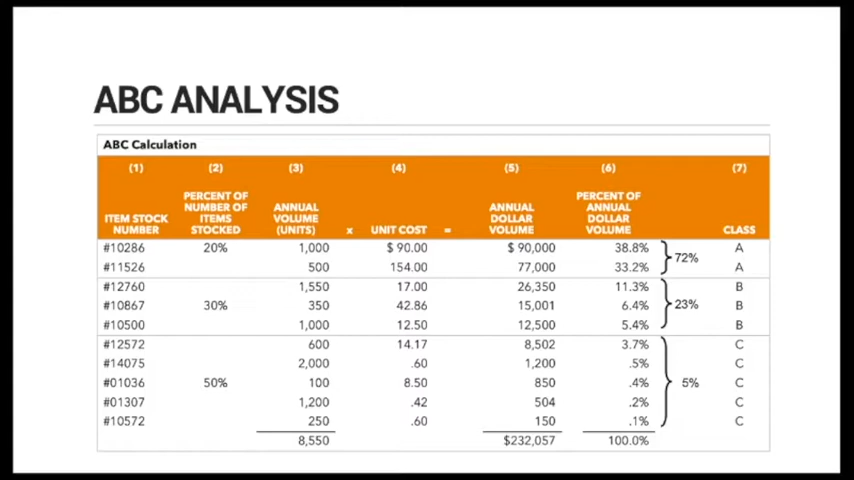 ABC ANALYSIS
ABC Calculation
(1) (2) (3) (4) (5) (6) (7)
ITEM STOCK NUMBER PERCENT OF NUMBER OF ITEMS STOCKED ANNUAL VOLUME (UNITS) x UNIT COST = ANNUAL DOLLAR VOLUME PERCENT OF ANNUAL DOLLAR VOLUME CLASS
#10286 20% 1,000 $ 90.00 $ 90,000 38.8% A
72%
#11526 500 154.00 77,000 33.2% A
#12760 1,550 17.00 26,350 11.3% B
#10867 30% 350 42.86 15,001 6.4% 23% B
#10500 1,000 12.50 12,500 5.4% B
#12572 600 14.17 8,502 3.7% C
#14075 2,000 .60 1,200 .5% C
#01036 50% 100 8.50 850 .4% 5% C
#01307 1,200 .42 504 .2% C
#10572 250 .60 150 .1% C
8,550 $232,057 100.0%